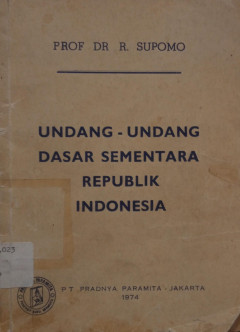 PROF DR R. SUPOMO
UNDANG - UNDANG
DASAR SEMENTARA
REPUBLIK
INDONESIA
P.T. „PRADNYA PARAMITA" - JAKARTA
1974